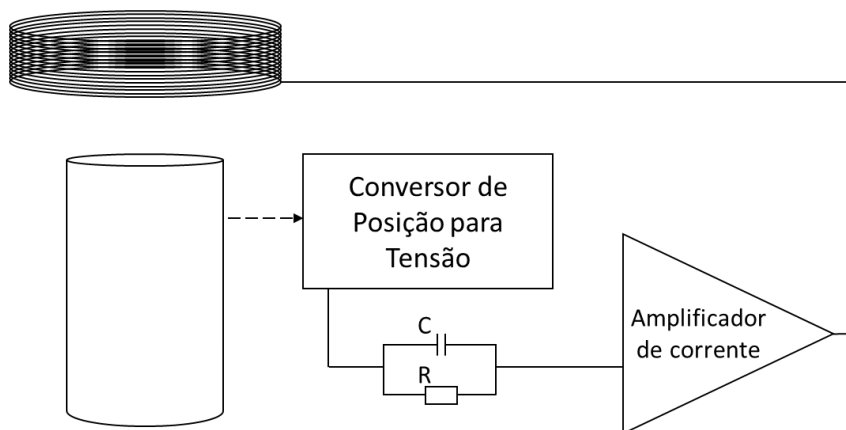 Conversor de
Posição para
Tensão
C
R
Amplificador
de corrente